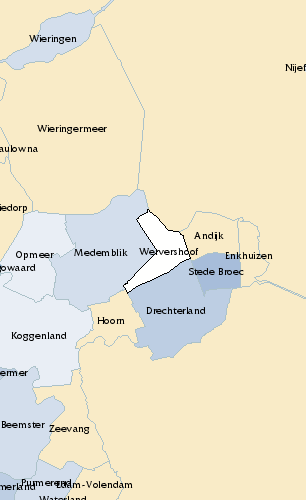 Wieringen
Nijef
Wieringermeer
aulowna
iedorp
Andijk
Opmeer
Medemblik
Wervershoof
Enkhuizen
owaard
Stede Broec
Drechterland
Hoorn
Koggenland
ermer
Beemster
Zeevang
Purmerend
Edam-Volendam
merland
Waterland